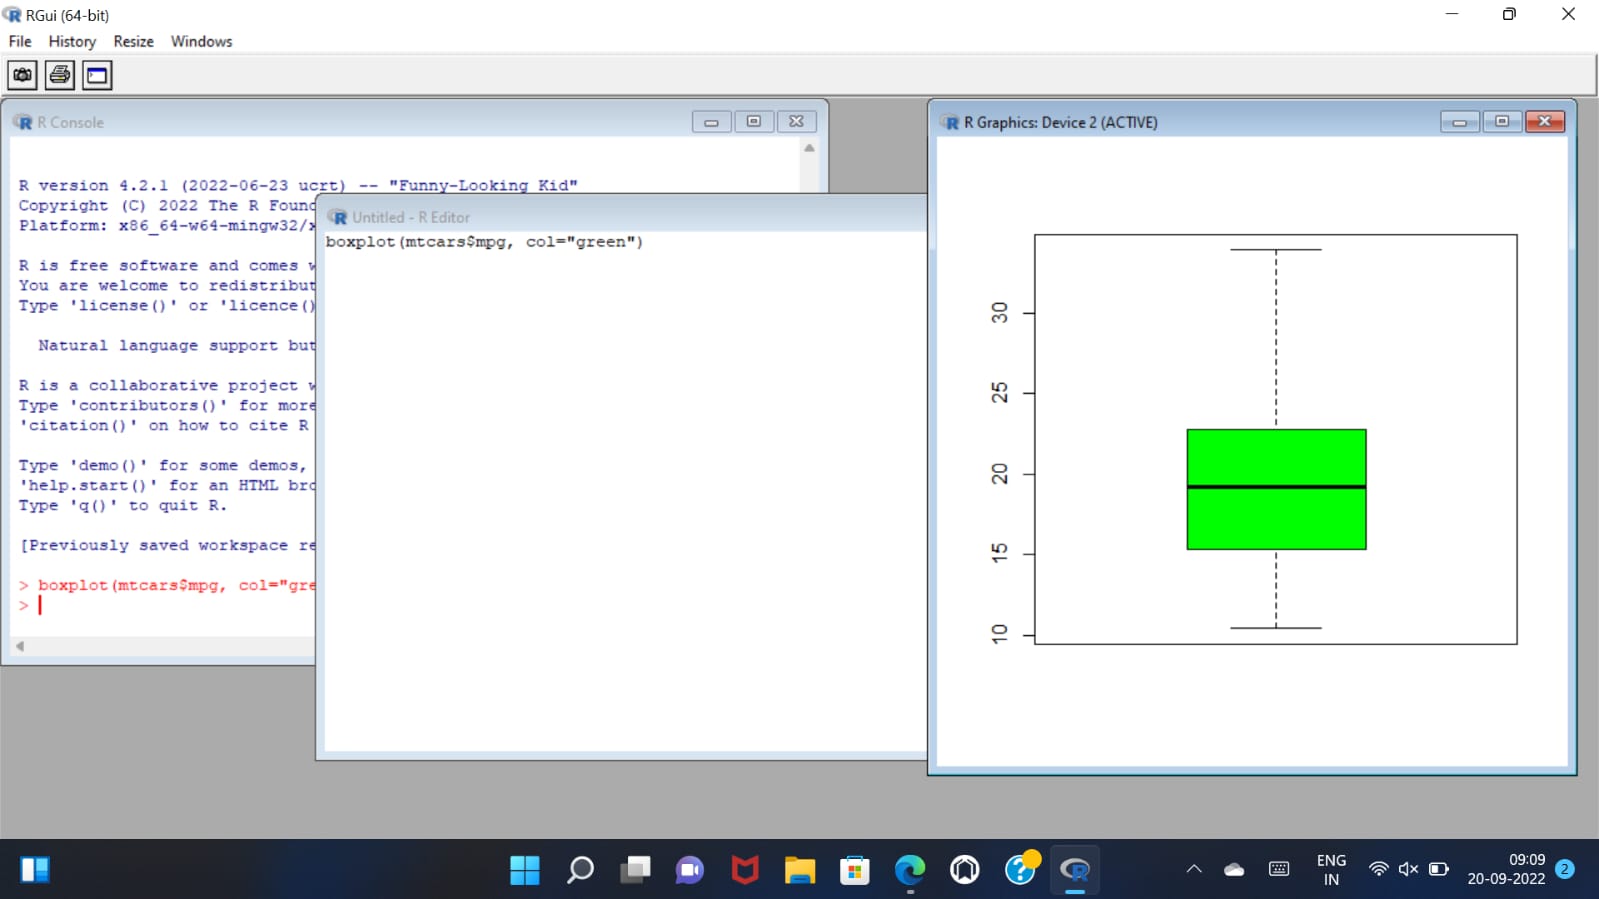 RGui (64-bit)
File History Resize Windows
R Console
R version 4.2.1 (2022-06-23 ucrt) -- "Funny-Looking Kid"
Copyright (C) 2022 The R Found
Platform: x86_64-w64-mingw32/x
R is free software and comes w
You are welcome to redistribut
Type 'license()' or 'licence()
Natural language support but
R is a collaborative project w
Type 'contributors()' for more
'citation()' on how to cite R
Type 'demo()' for some demos,
'help.start()' for an HTML bro
Type 'q()' to quit R.
[Previously saved workspace re
> boxplot(mtcars$mpg, col="gre
>
Untitled - R Editor
boxplot(mtcars$mpg, col="green")
R Graphics: Device 2 (ACTIVE)
30
25
20
15
10
ENG
IN
09:09
20-09-2022
2